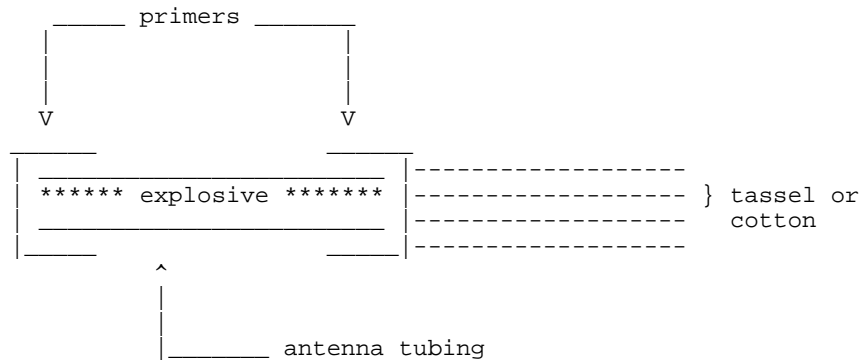 primers
****** explosive ******* } tassel or
cotton
antenna tubing